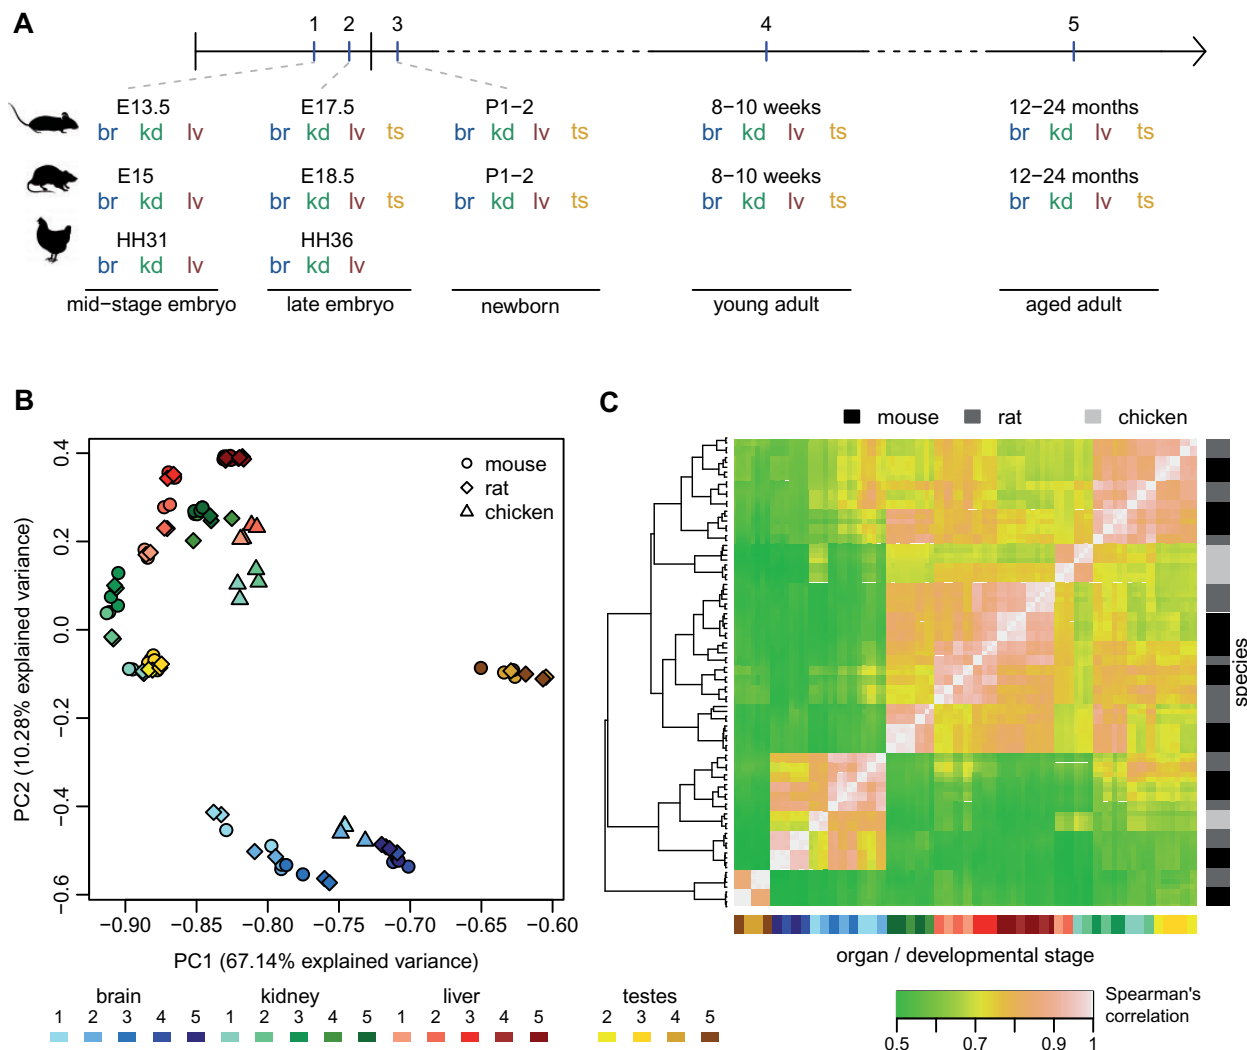 A
1 2 3 4 5
E13.5 E17.5 P1−2 8−10 weeks 12−24 months
br kd lv br kd lv ts br kd lv ts br kd lv ts br kd lv ts
E15 E18.5 P1−2 8−10 weeks 12−24 months
br kd lv br kd lv ts br kd lv ts br kd lv ts br kd lv ts
HH31 HH36
br kd lv br kd lv
mid−stage embryo late embryo newborn young adult aged adult
B
0.4
0.2
0.0
−0.2
−0.4
−0.6
PC2 (10.28% explained variance)
mouse
rat
chicken
−0.90 −0.85 −0.80 −0.75 −0.70 −0.65 −0.60
PC1 (67.14% explained variance)
C
mouse rat chicken
species
organ / developmental stage
brain kidney liver testes
1 2 3 4 5 1 2 3 4 5 1 2 3 4 5 2 3 4 5
Spearman's
correlation
0.5 0.7 0.9 1